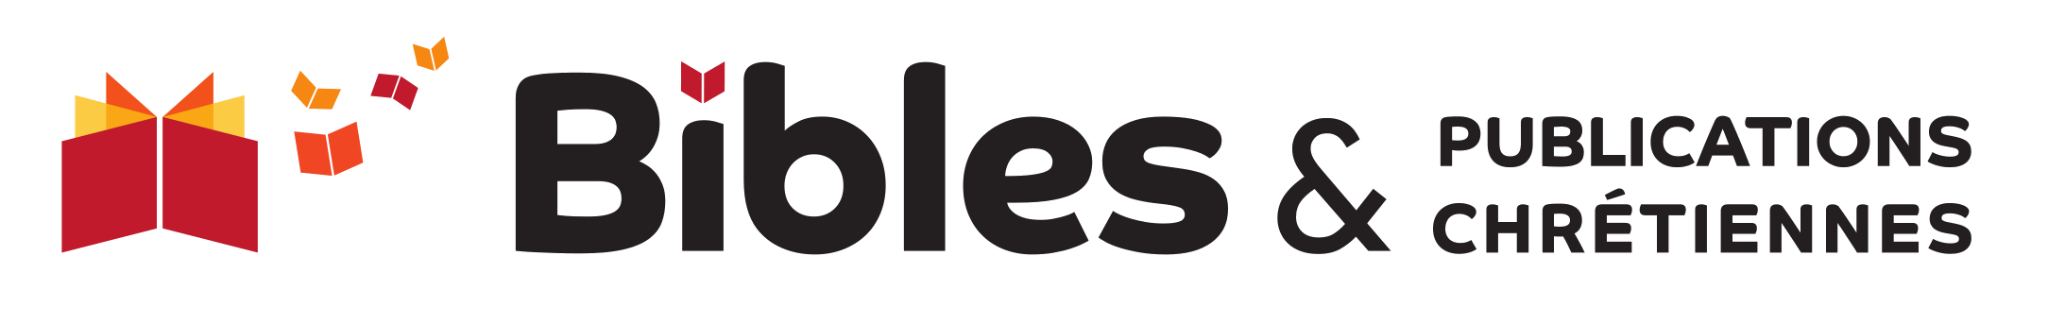 Bibles &
PUBLICATIONS
CHRÉTIENNES